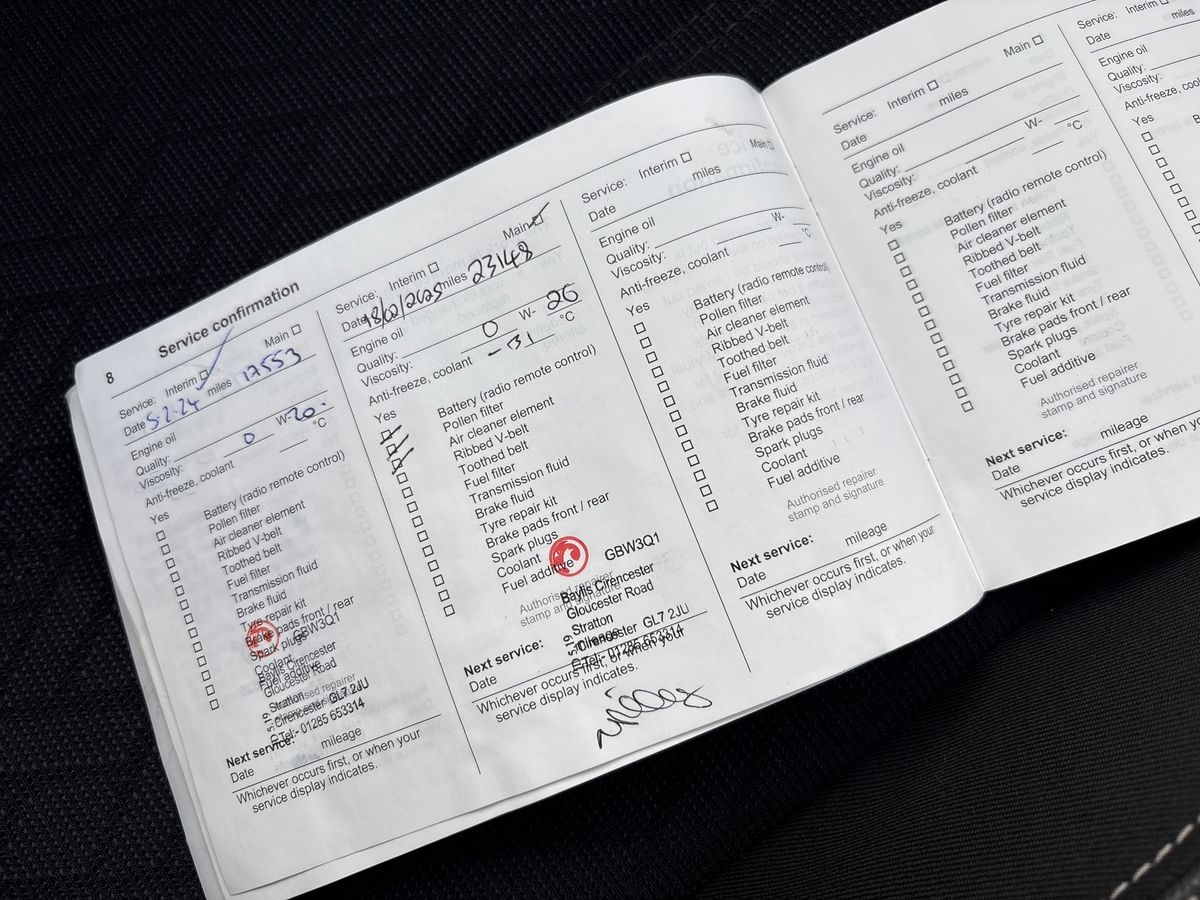 8
Service confirmation
Service: Interim Main
Date 5.2.24 miles 17553
Engine oil
Quality:
Viscosity: 0 W-20.
Anti-freeze, coolant °C
Yes
Battery (radio remote control)
Pollen filter
Air cleaner element
Ribbed V-belt
Toothed belt
Fuel filter
Transmission fluid
Brake fluid
Tyre repair kit
Brake pads front / rear
Spark plugs
GBW3Q1
Coolant
Baylis Cirencester
Fuel additive
Gloucester Road
Authorised repairer
Stratton
Cirencester GL7 2JU
Tel:- 01285 653314
Next service:
Date mileage
Whichever occurs first, or when your
service display indicates.
Service: Interim Main
Date miles 23148
Engine oil
Quality:
Viscosity: 0 W- 20
Anti-freeze, coolant -31 °C
Yes
Battery (radio remote control)
Pollen filter
Air cleaner element
Ribbed V-belt
Toothed belt
Fuel filter
Transmission fluid
Brake fluid
Tyre repair kit
Brake pads front / rear
Spark plugs
Coolant
GBW3Q1
Fuel additive
Baylis Cirencester
Authorised repairer
stamp and signature
Gloucester Road
Stratton
Cirencester GL7 2JU
Tel:- 01285 653314
Next service:
Date mileage
Whichever occurs first, or when your
service display indicates.
Service: Interim Main
Date miles
Engine oil
Quality:
Viscosity: W-
Anti-freeze, coolant °C
Yes
Battery (radio remote control)
Pollen filter
Air cleaner element
Ribbed V-belt
Toothed belt
Fuel filter
Transmission fluid
Brake fluid
Tyre repair kit
Brake pads front / rear
Spark plugs
Coolant
Fuel additive
Authorised repairer
stamp and signature
Next service:
Date mileage
Whichever occurs first, or when your
service display indicates.
Service: Interim Main
Date miles
Engine oil
Quality:
Viscosity: W-
Anti-freeze, coolant °C
Yes
Battery (radio remote control)
Pollen filter
Air cleaner element
Ribbed V-belt
Toothed belt
Fuel filter
Transmission fluid
Brake fluid
Tyre repair kit
Brake pads front / rear
Spark plugs
Coolant
Fuel additive
Authorised repairer
stamp and signature
Next service:
Date mileage
Whichever occurs first, or when
service display indicates.
Service: Interim
Date miles
Engine oil
Quality:
Viscosity:
Anti-freeze,
Yes